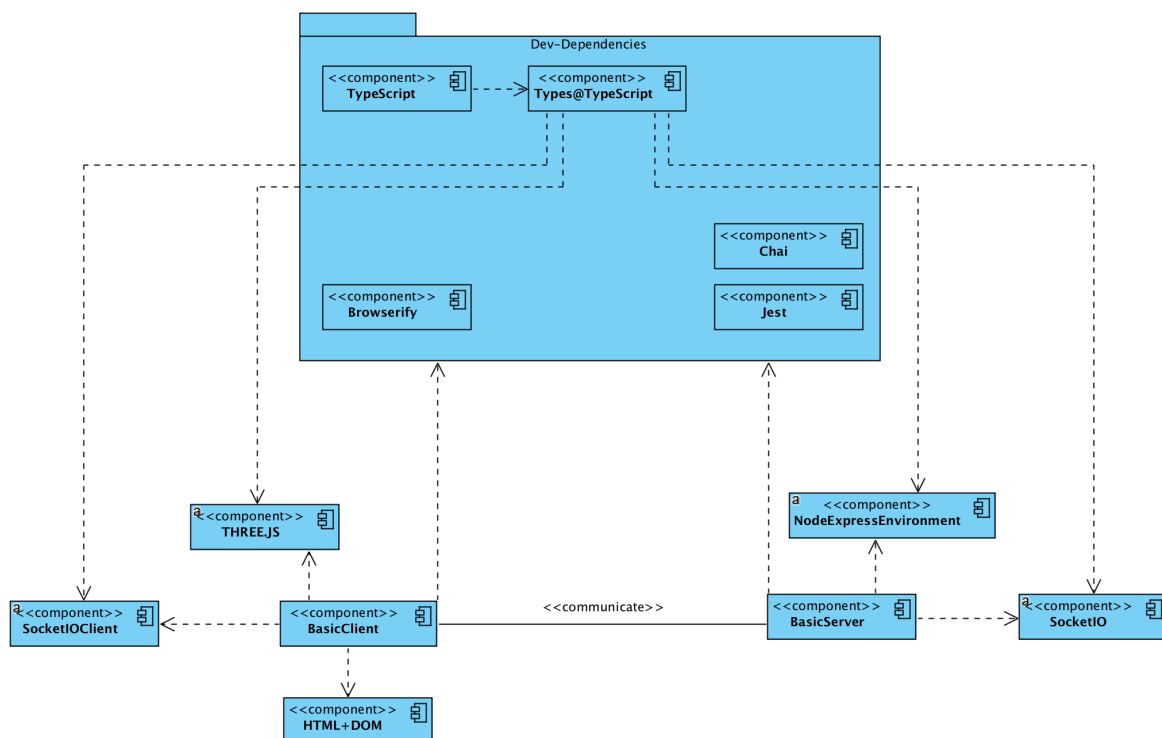 Dev-Dependencies
<<component>>
TypeScript
<<component>>
Types@TypeScript
<<component>>
Chai
<<component>>
Browserify
<<component>>
Jest
a
<<component>>
THREE.JS
a
<<component>>
NodeExpressEnvironment
a
<<component>>
SocketIOClient
<<component>>
BasicClient
<<communicate>>
<<component>>
BasicServer
a
<<component>>
SocketIO
<<component>>
HTML+DOM